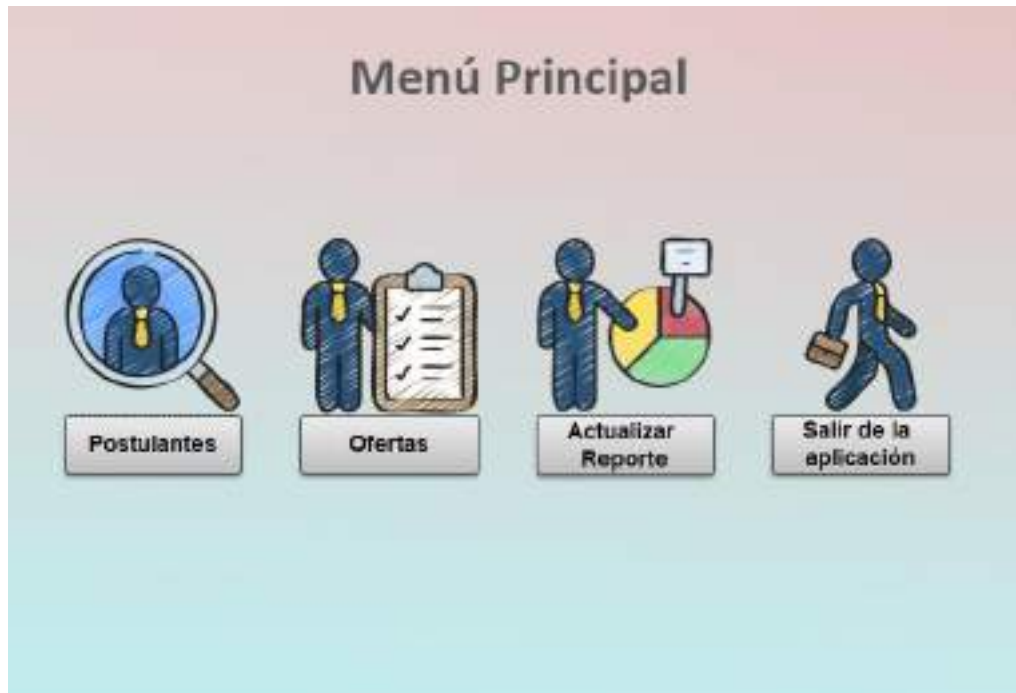 Menú Principal
Postulantes
Ofertas
Actualizar
Reporte
Salir de la
aplicación